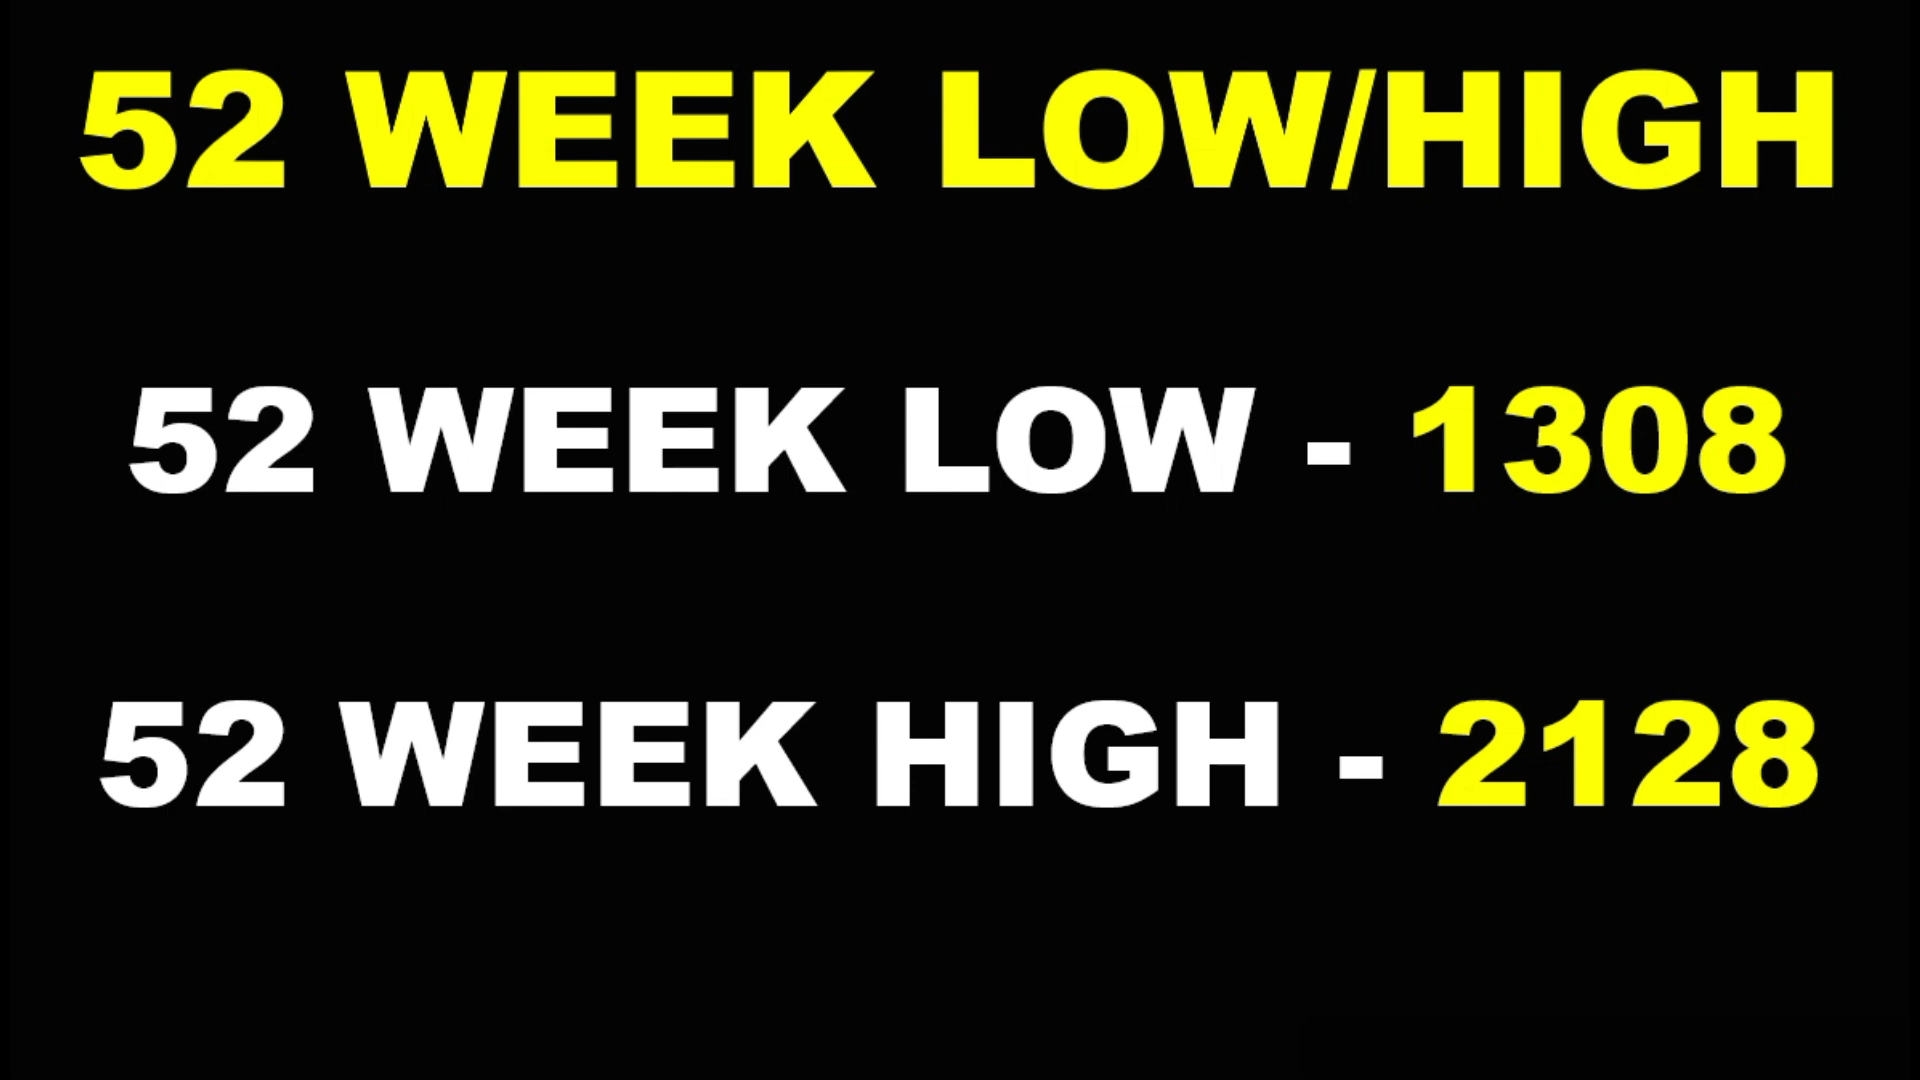 52 WEEK LOW/HIGH
52 WEEK LOW - 1308
52 WEEK HIGH - 2128